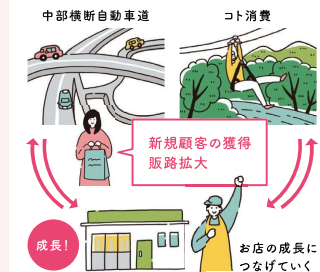 中部横断自動車道
コト消費
新規顧客の獲得
販路拡大
成長!
お店の成長に
つなげていく